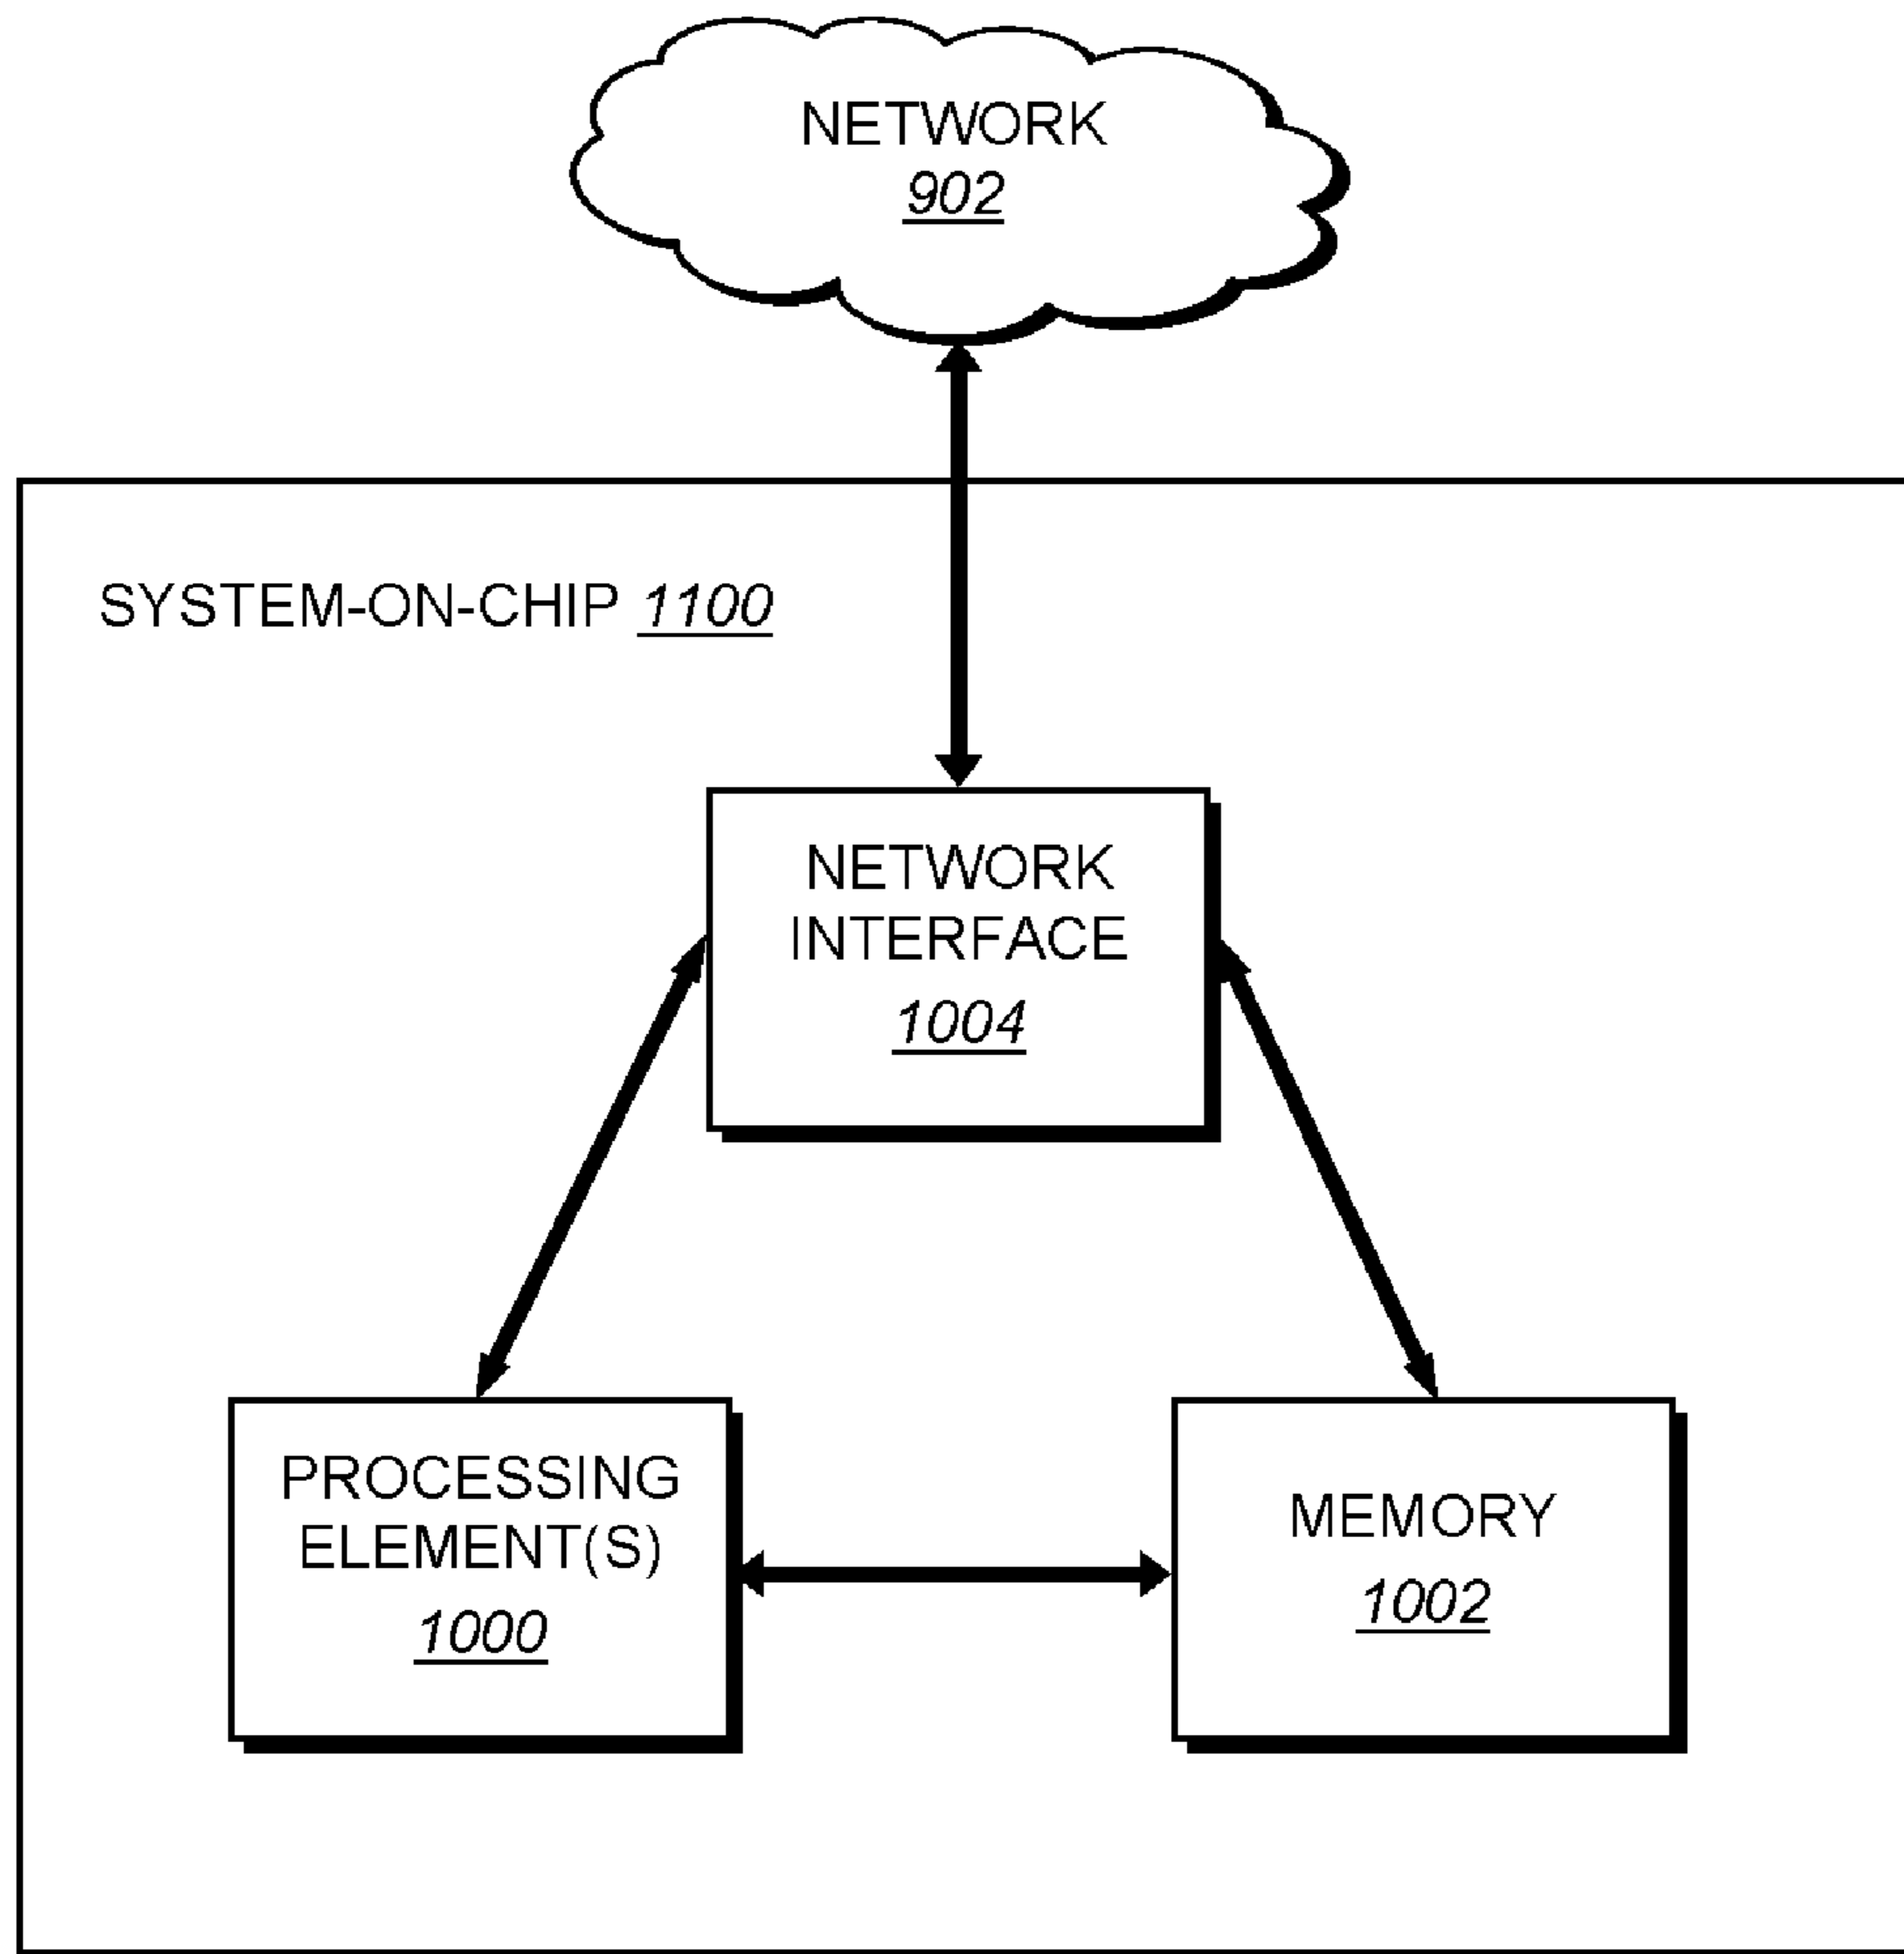 NETWORK
902
SYSTEM-ON-CHIP 1100
NETWORK
INTERFACE
1004
PROCESSING
ELEMENT(S)
1000
MEMORY
1002